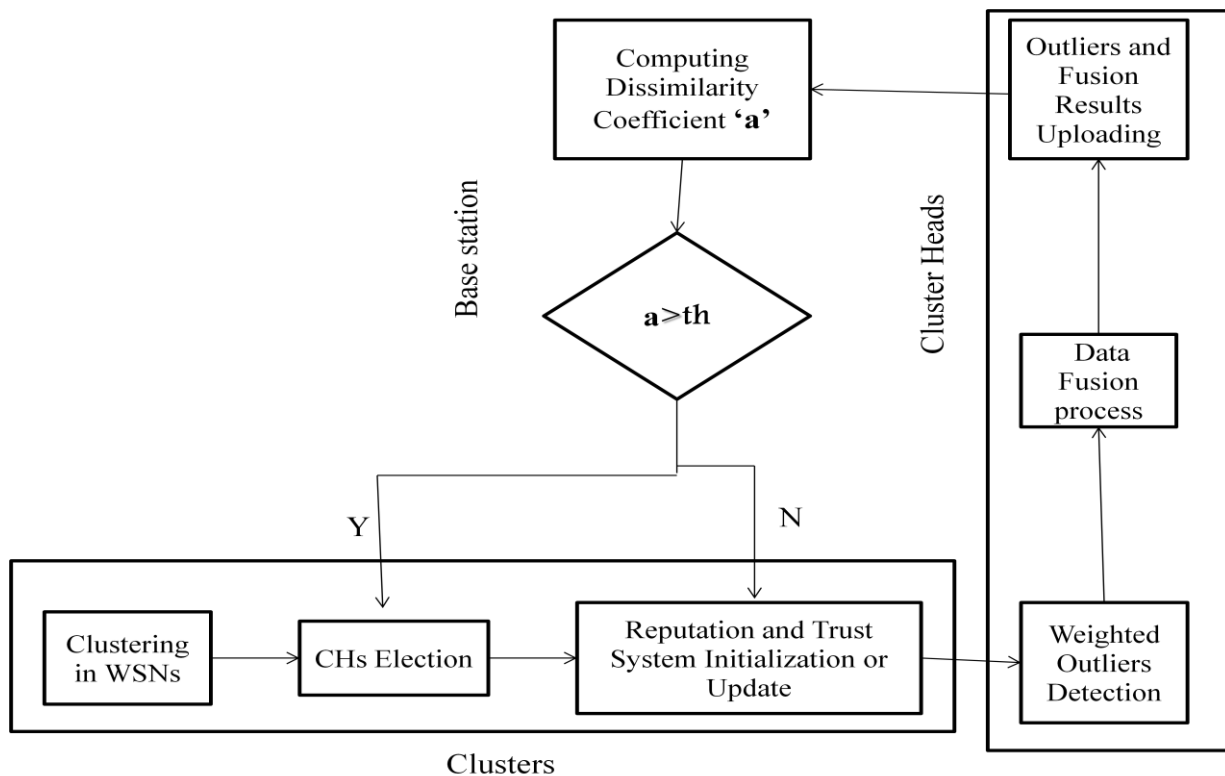 Computing
Dissimilarity
Coefficient ‘a’
Outliers and
Fusion
Results
Uploading
Base station
Cluster Heads
a>th
Data
Fusion
process
Y
N
Clustering
in WSNs
CHs Election
Reputation and Trust
System Initialization or
Update
Weighted
Outliers
Detection
Clusters